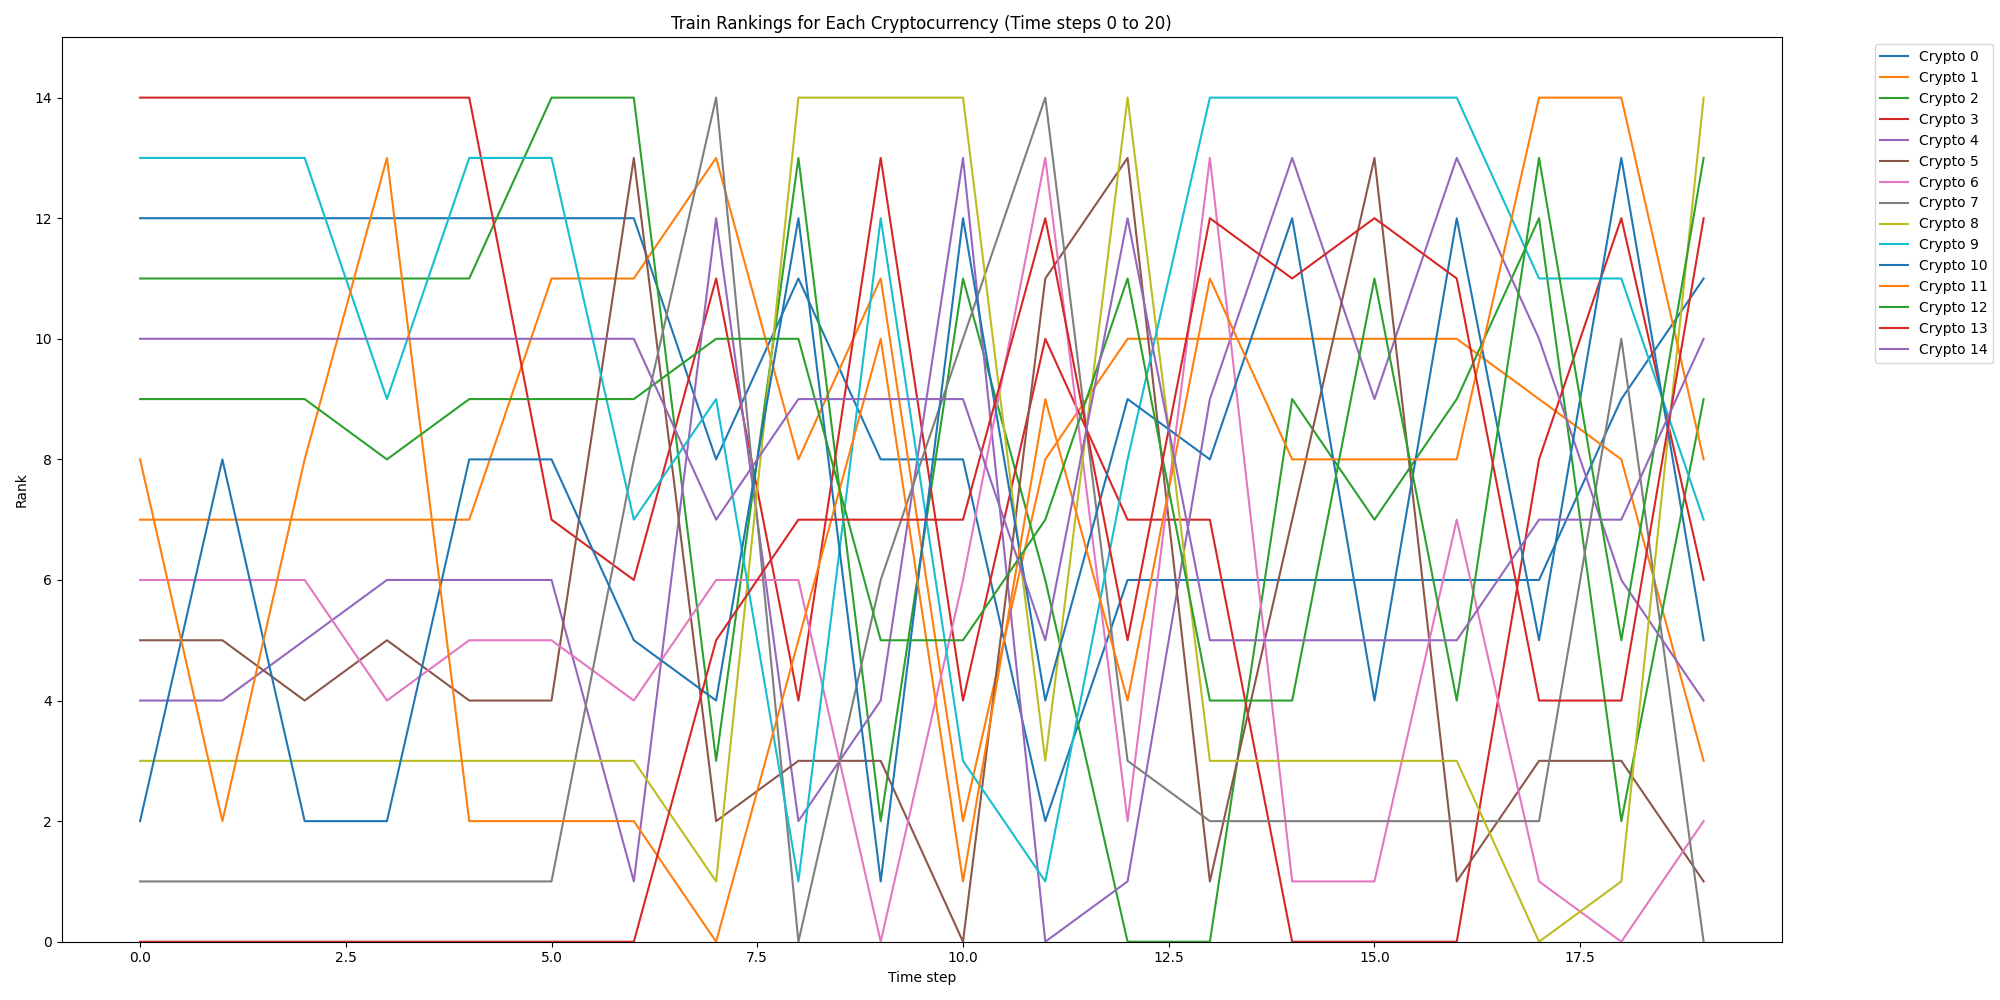 Train Rankings for Each Cryptocurrency (Time steps 0 to 20)
Rank
14
12
10
8
6
4
2
0
0.0 2.5 5.0 7.5 10.0 12.5 15.0 17.5
Time step
Crypto 0
Crypto 1
Crypto 2
Crypto 3
Crypto 4
Crypto 5
Crypto 6
Crypto 7
Crypto 8
Crypto 9
Crypto 10
Crypto 11
Crypto 12
Crypto 13
Crypto 14